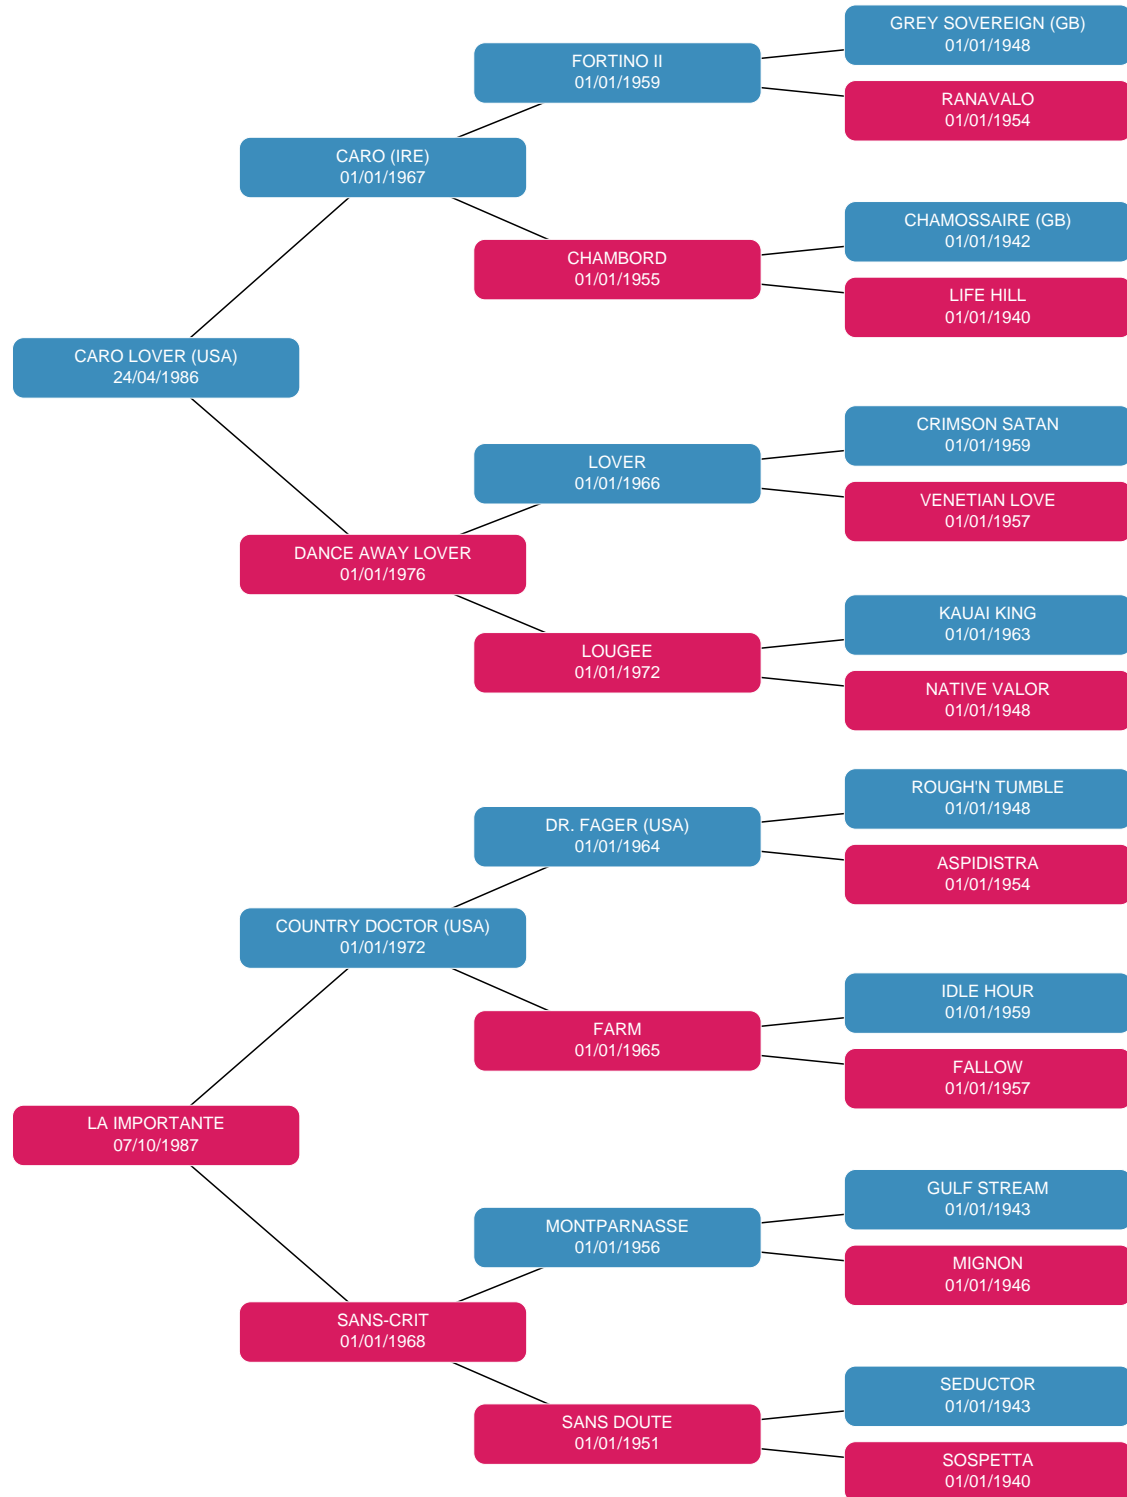 GREY SOVEREIGN (GB)
01/01/1948
FORTINO II
01/01/1959
RANAVALO
01/01/1954
CARO (IRE)
01/01/1967
CHAMOSSAIRE (GB)
01/01/1942
CHAMBORD
01/01/1955
LIFE HILL
01/01/1940
CARO LOVER (USA)
24/04/1986
CRIMSON SATAN
01/01/1959
LOVER
01/01/1966
VENETIAN LOVE
01/01/1957
DANCE AWAY LOVER
01/01/1976
KAUAI KING
01/01/1963
LOUGEE
01/01/1972
NATIVE VALOR
01/01/1948
ROUGH'N TUMBLE
01/01/1948
DR. FAGER (USA)
01/01/1964
ASPIDISTRA
01/01/1954
COUNTRY DOCTOR (USA)
01/01/1972
IDLE HOUR
01/01/1959
FARM
01/01/1965
FALLOW
01/01/1957
LA IMPORTANTE
07/10/1987
GULF STREAM
01/01/1943
MONTPARNASSE
01/01/1956
MIGNON
01/01/1946
SANS-CRIT
01/01/1968
SEDUCTOR
01/01/1943
SANS DOUTE
01/01/1951
SOSPETTA
01/01/1940